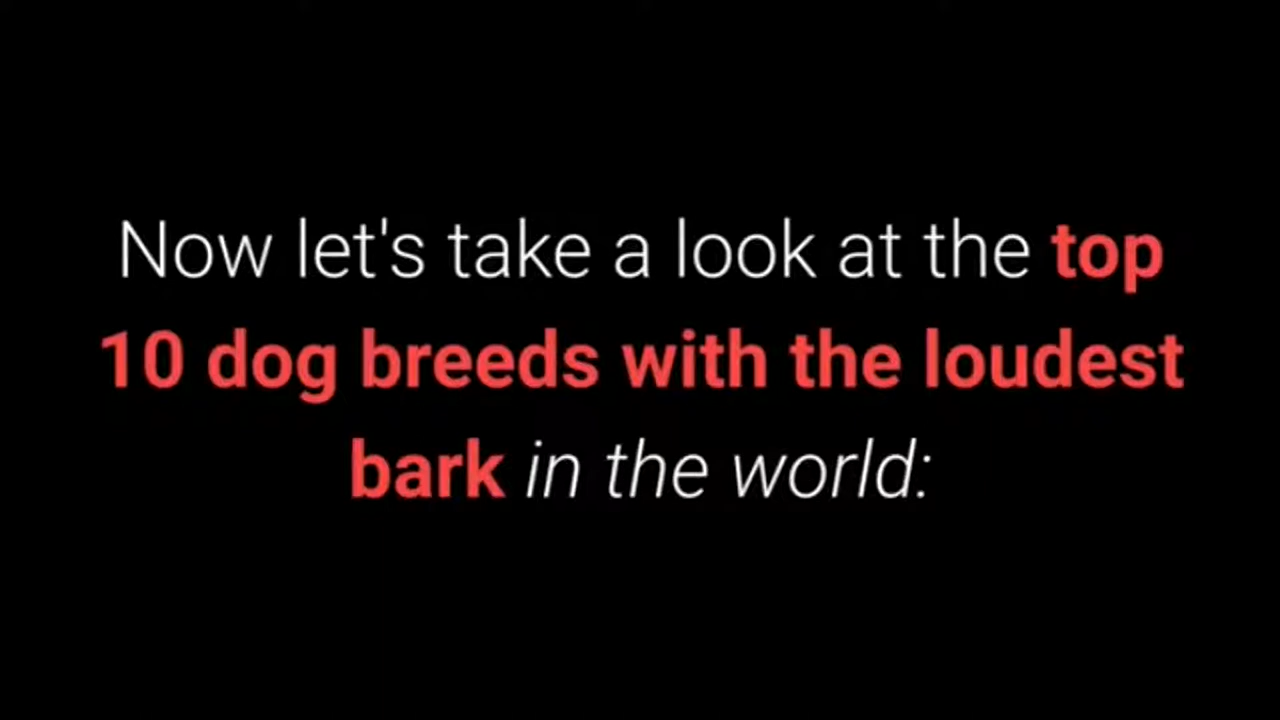 Now let's take a look at the top
10 dog breeds with the loudest
bark in the world: